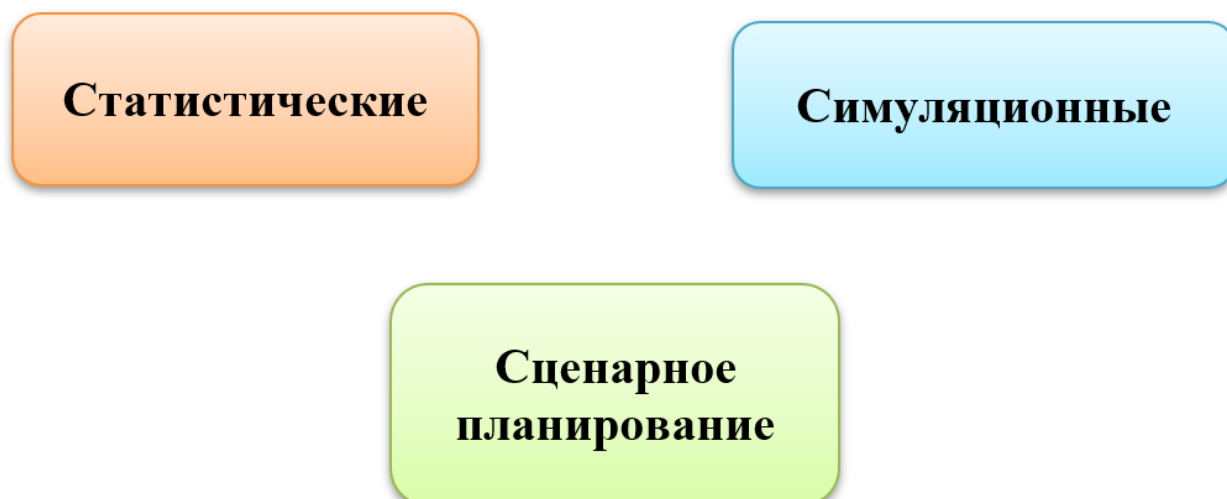 Статистические
Симуляционные
Сценарное
планирование